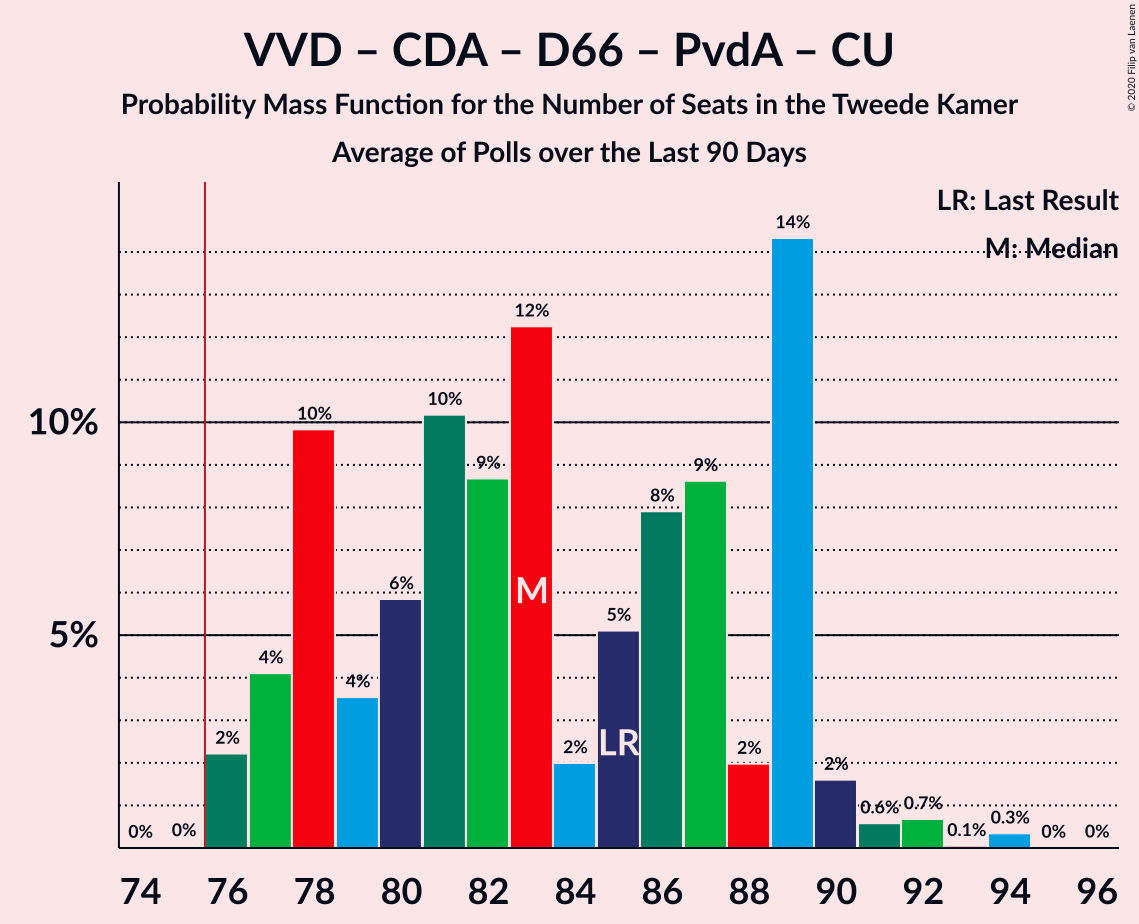 VVD – CDA – D66 – PvdA – CU
Probability Mass Function for the Number of Seats in the Tweede Kamer
Average of Polls over the Last 90 Days
© 2020 Filip van Laenen
LR: Last Result
M: Median
10%
5%
0%
0%
2%
4%
10%
4%
6%
10%
9%
12%
2%
5%
8%
9%
2%
14%
2%
0.6%
0.7%
0.1%
0.3%
0%
0%
M
LR
74 76 78 80 82 84 86 88 90 92 94 96